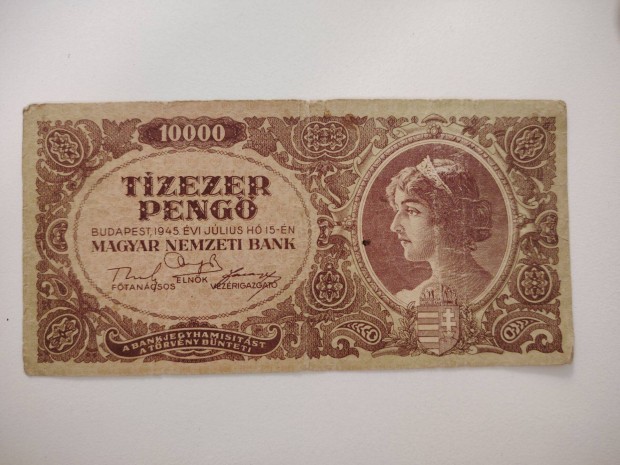 10000
TÍZEZER
PENGŐ
BUDAPEST, 1945. ÉVI JÚLIUS HÓ 15-ÉN
MAGYAR NEMZETI BANK
FŐTANÁCSOS
ELNÖK
VEZÉRIGAZGATÓ
A BANKJEGYHAMISÍTÁST
A TÖRVÉNY BÜNTETI